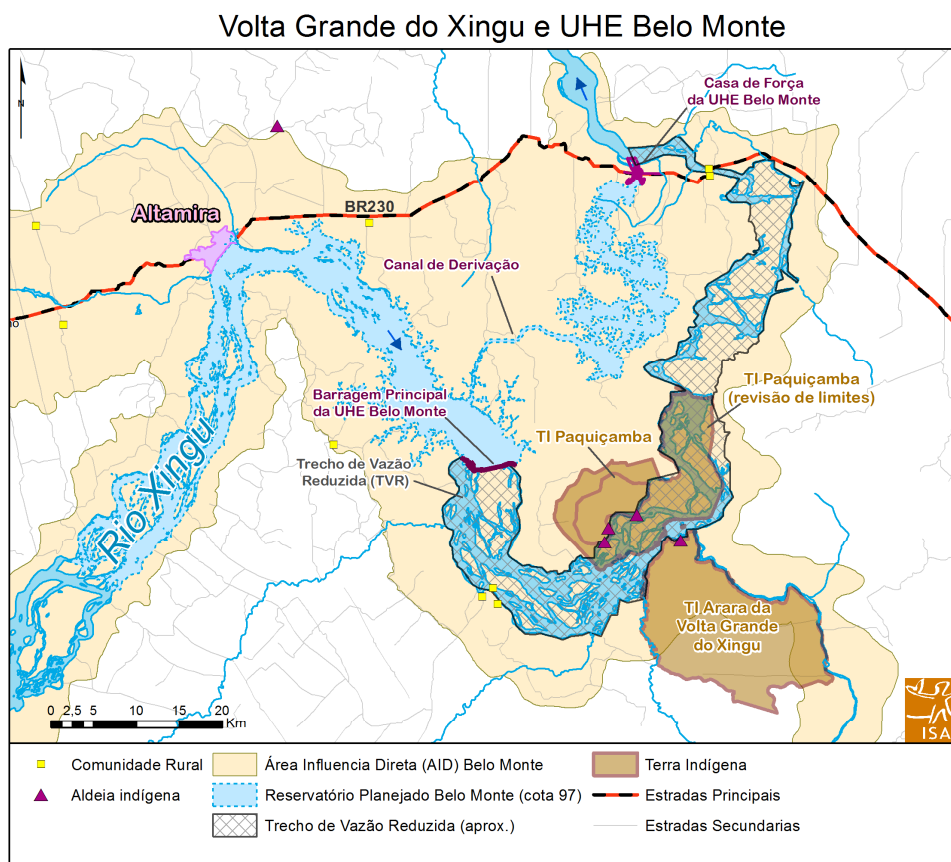 Volta Grande do Xingu e UHE Belo Monte
N
Casa de Força
da UHE Belo Monte
Altamira
BR230
Canal de Derivação
Barragem Principal
da UHE Belo Monte
TI Paquiçamba
(revisão de limites)
TI Paquiçamba
Trecho de Vazão
Reduzida (TVR)
Rio Xingu
TI Arara da
Volta Grande
do Xingu
0 2,5 5 10 15 20
Km
ISA
Comunidade Rural
Área Influencia Direta (AID) Belo Monte
Terra Indígena
Aldeia indígena
Reservatório Planejado Belo Monte (cota 97)
Estradas Principais
Trecho de Vazão Reduzida (aprox.)
Estradas Secundarias